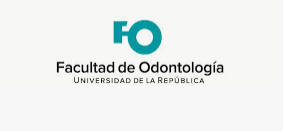 FO
Facultad de Odontología
UNIVERSIDAD DE LA REPÚBLICA